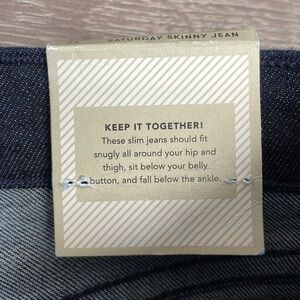 SATURDAY SKINNY JEAN
KEEP IT TOGETHER!
These slim jeans should fit
snugly all around your hip and
thigh, sit below your belly
button, and fall below the ankle.